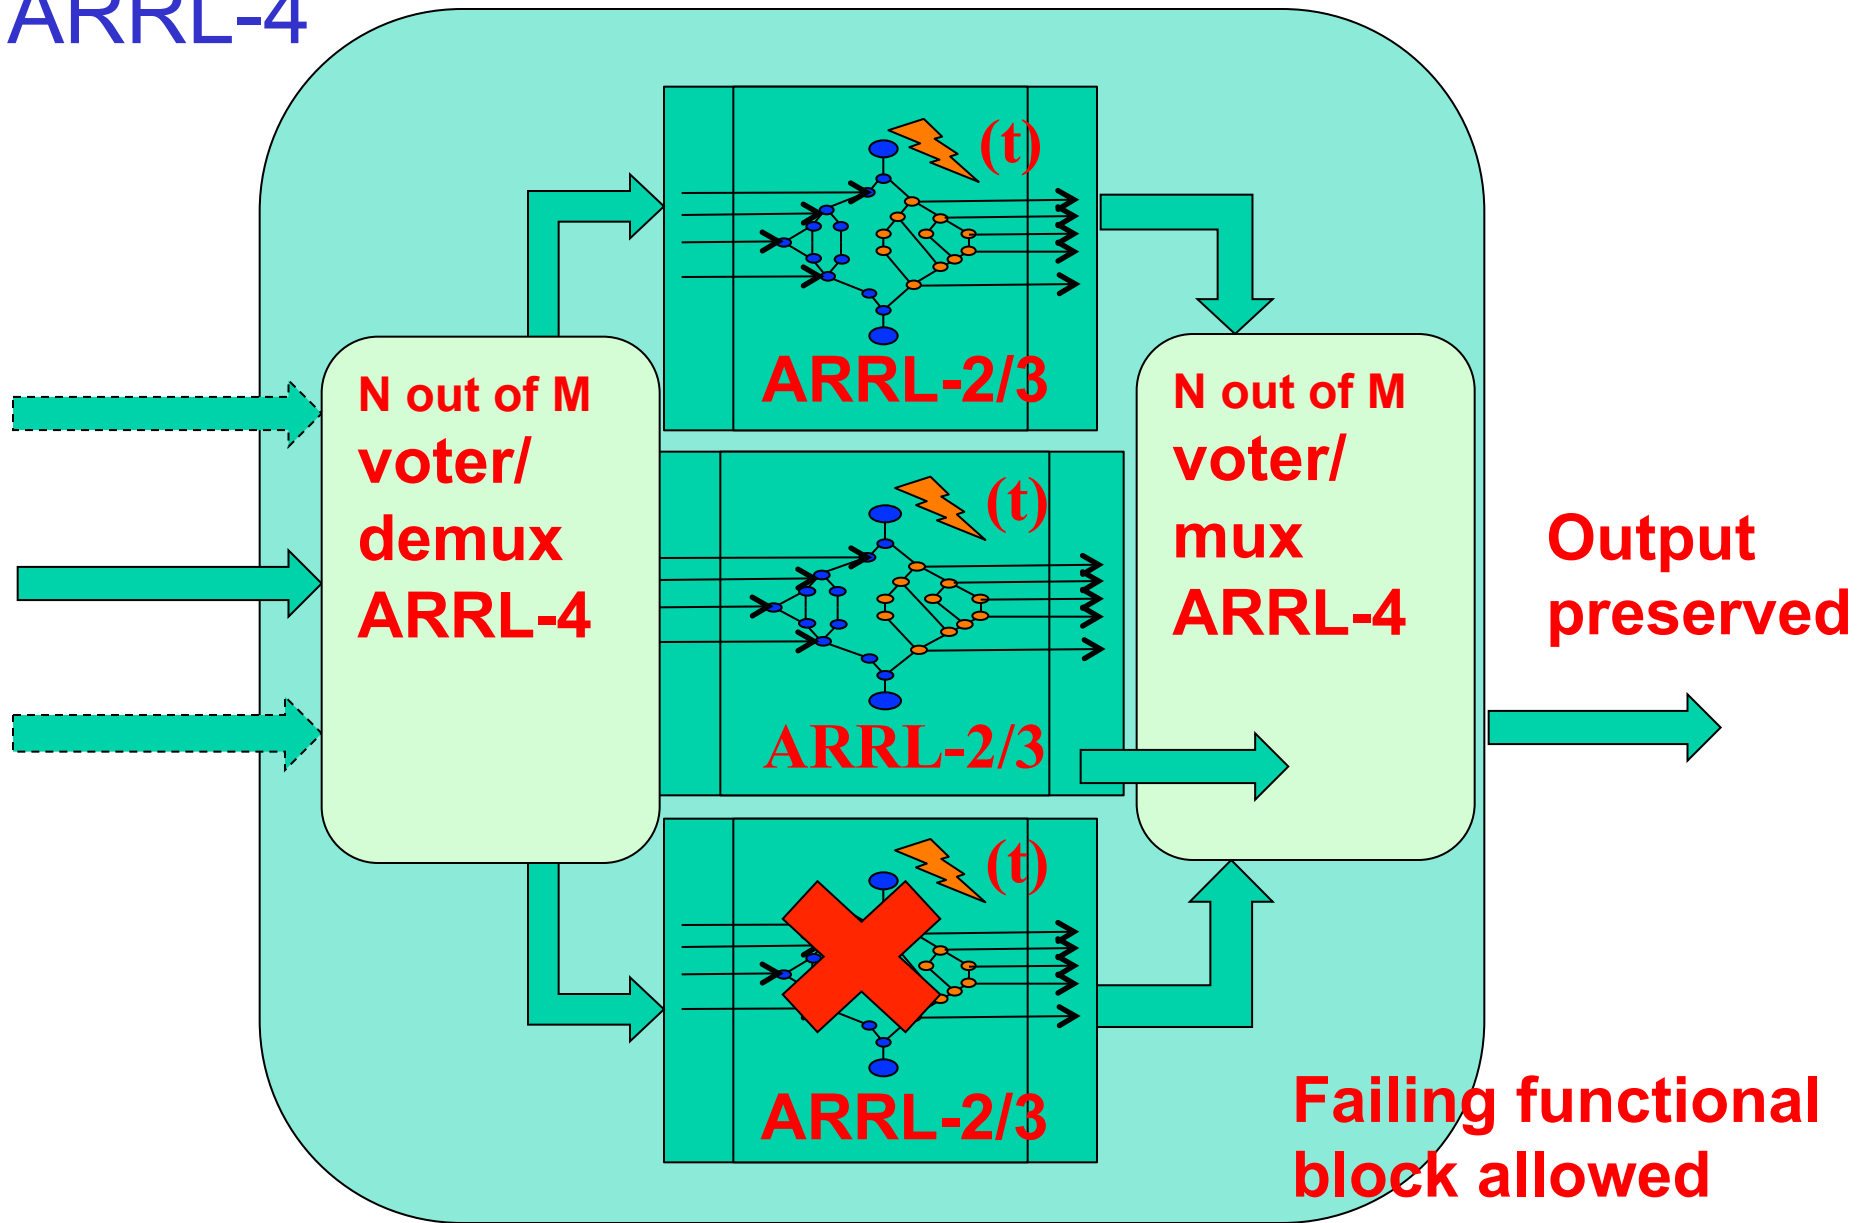 ARRL-4
(t)
ARRL-2/3
N out of M
voter/
demux
ARRL-4
(t)
ARRL-2/3
N out of M
voter/
mux
ARRL-4
Output
preserved
(t)
ARRL-2/3
Failing functional
block allowed